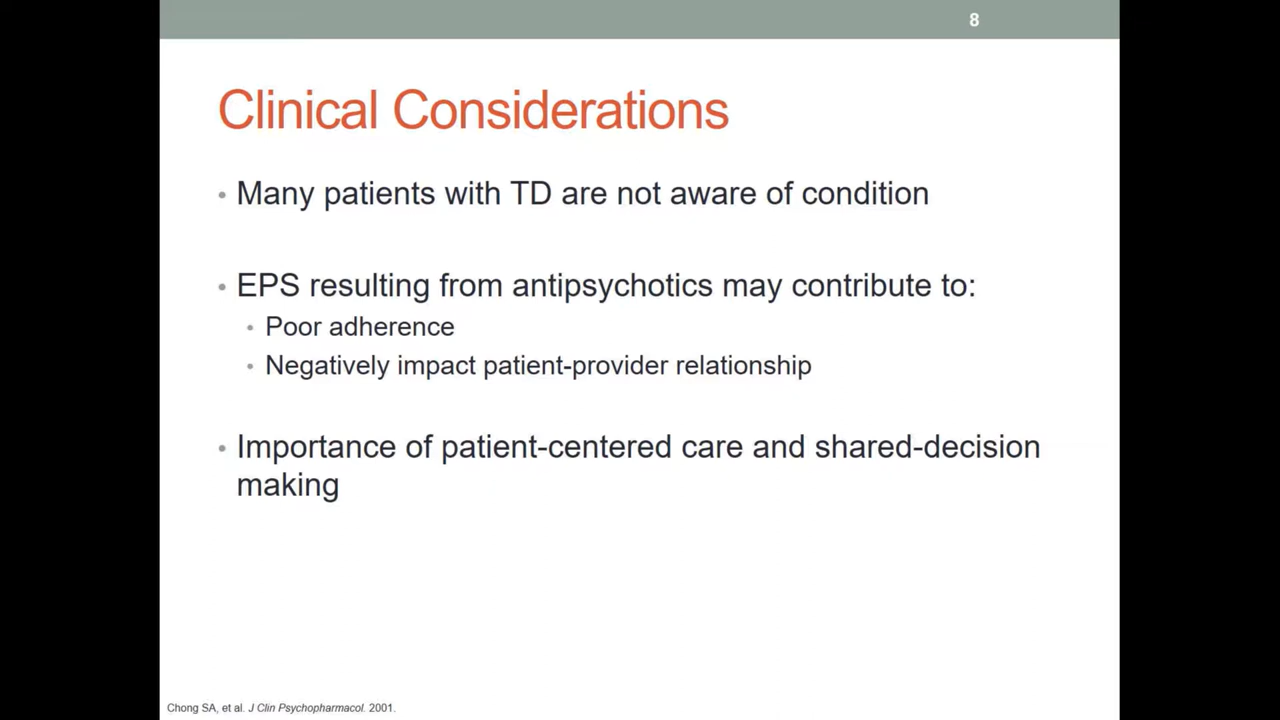 8
Clinical Considerations
• Many patients with TD are not aware of condition
• EPS resulting from antipsychotics may contribute to:
• Poor adherence
• Negatively impact patient-provider relationship
• Importance of patient-centered care and shared-decision
making
Chong SA, et al. J Clin Psychopharmacol. 2001.